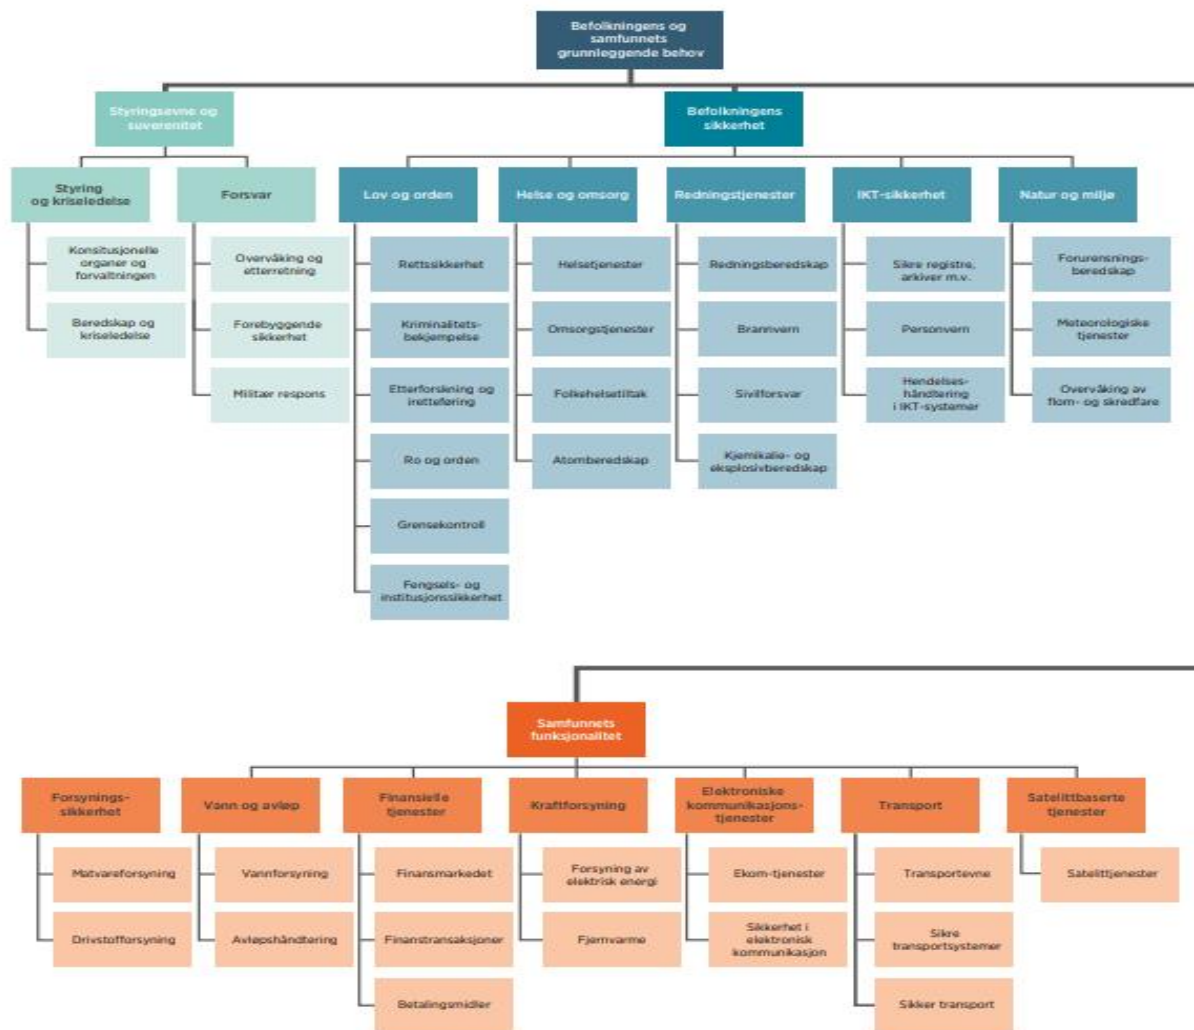 Befolkningens og
samfunnets
grunnleggende behov
Styringsevne og
suverenitet
Befolkningens
sikkerhet
Styring
og kriseledelse
Forsvar
Lov og orden
Helse og omsorg
Redningstjenester
IKT-sikkerhet
Natur og miljø
Konsitusjonelle
organer og
forvaltningen
Overvåking og
etterretning
Rettssikkerhet
Helsetjenester
Redningsberedskap
Sikre registre,
arkiver m.v.
Forurensnings-
beredskap
Beredskap og
kriseledelse
Forebyggende
sikkerhet
Kriminalitets-
bekjempelse
Omsorgstjenester
Brannvern
Personvern
Meteorologiske
tjenester
Militær respons
Etterforskning og
iretteføring
Folkehelsetiltak
Sivilforsvar
Hendelses-
håndtering
i IKT-systemer
Overvåking av
flom- og skredfare
Ro og orden
Atomberedskap
Kjemikalie- og
eksplosivberedskap
Grensekontroll
Fengsels- og
institusjonssikkerhet
Samfunnets
funksjonalitet
Forsynings-
sikkerhet
Vann og avløp
Finansielle
tjenester
Kraftforsyning
Elektroniske
kommunikasjons-
tjenester
Transport
Satelittbaserte
tjenester
Matvareforsyning
Vannforsyning
Finansmarkedet
Forsyning av
elektrisk energi
Ekom-tjenester
Transportevne
Satelittjenester
Drivstofforsyning
Avløpshåndtering
Finanstransaksjoner
Fjernvarme
Sikkerhet i
elektronisk
kommunikasjon
Sikre
transportsystemer
Betalingsmidler
Sikker transport